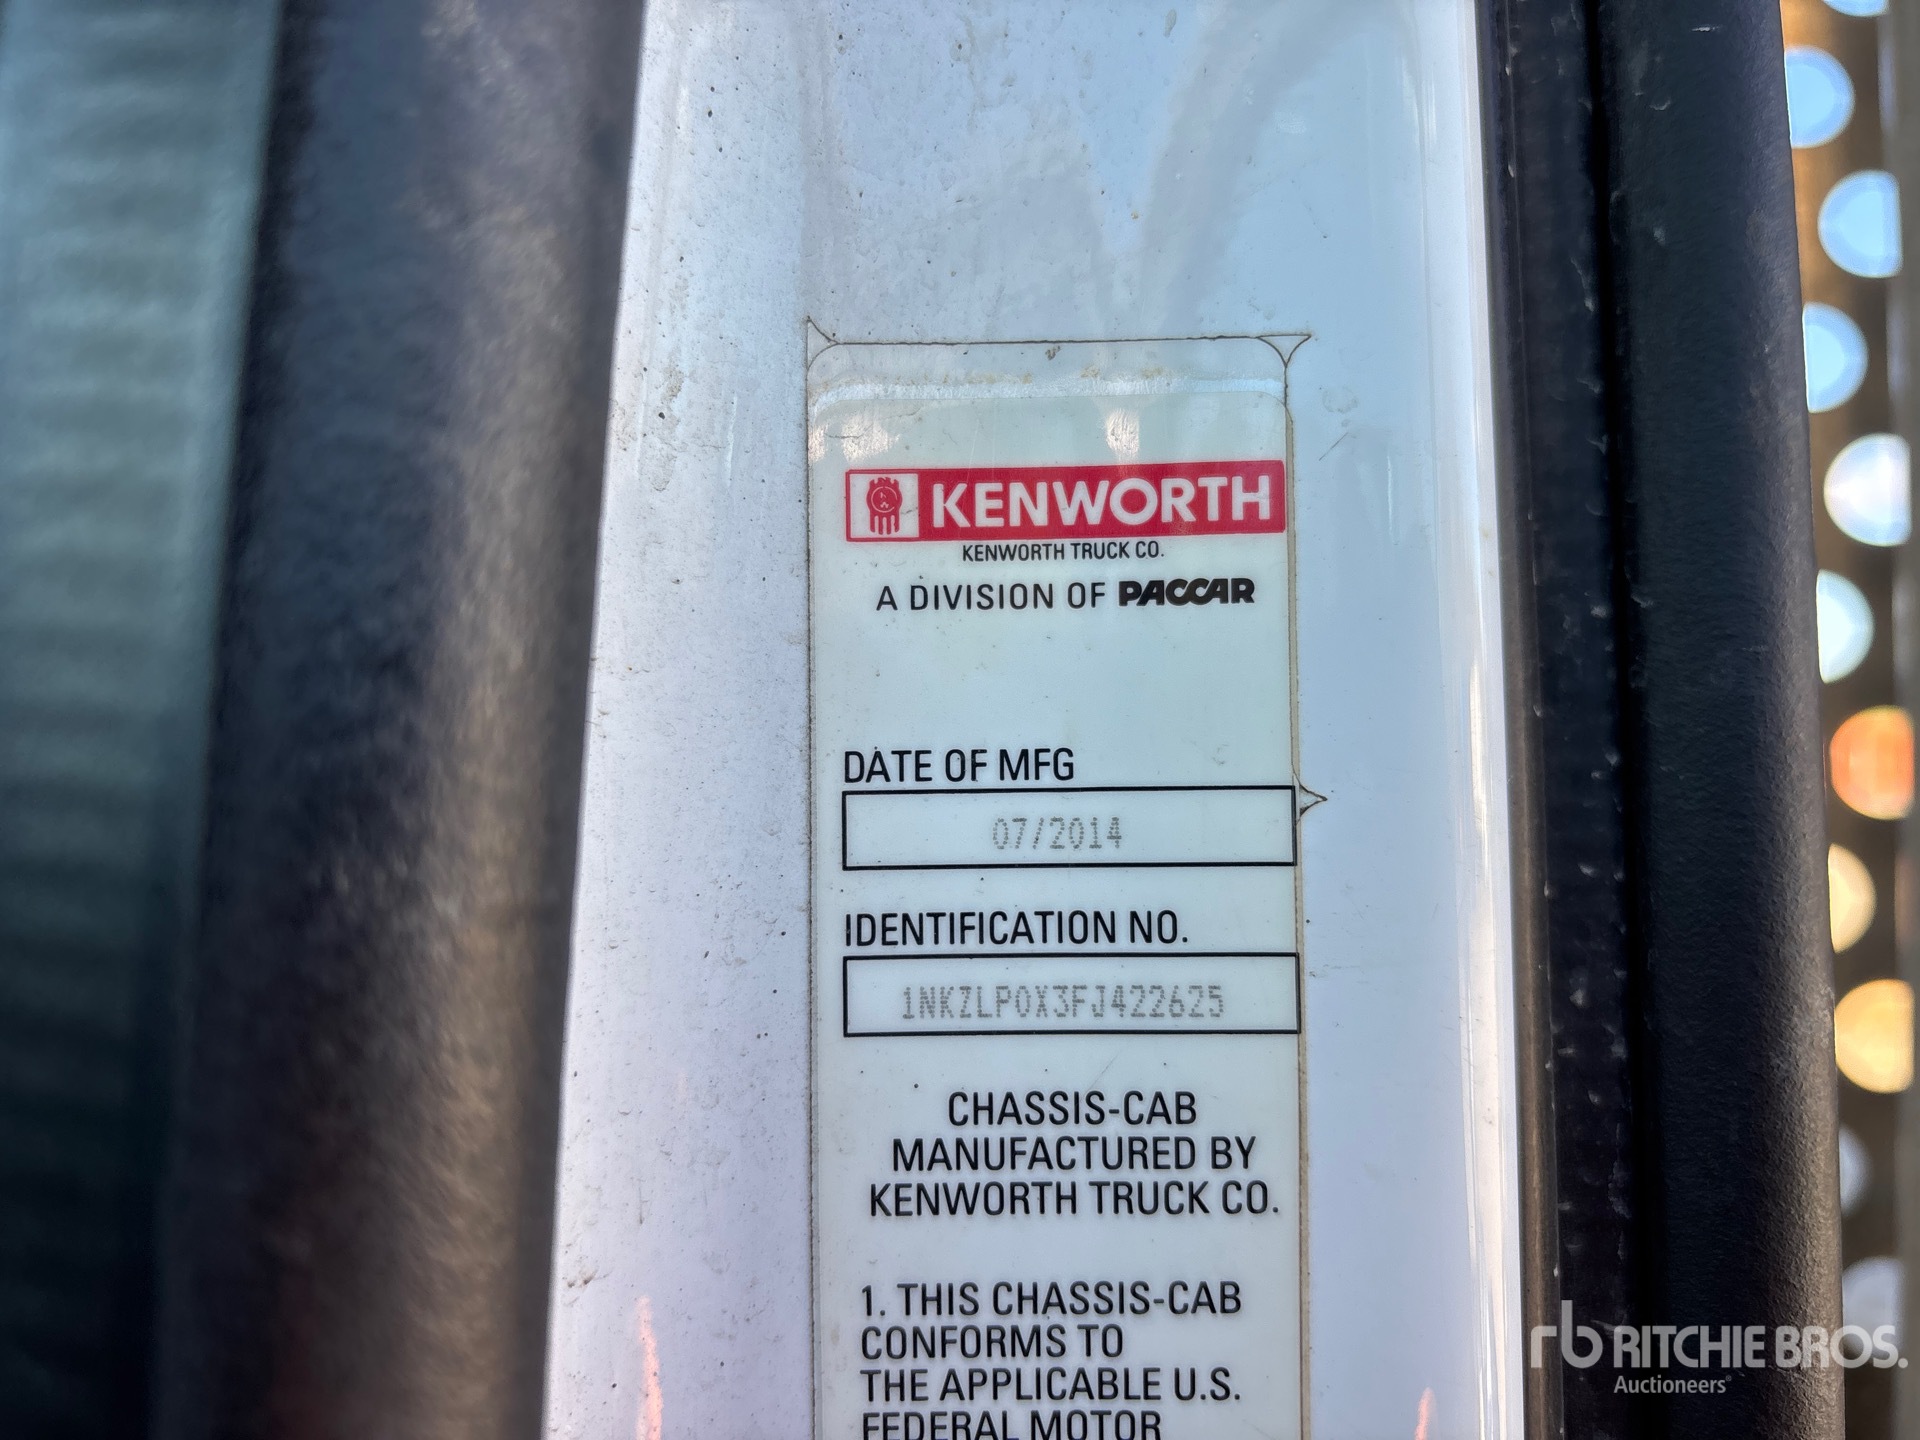 KENWORTH
KENWORTH TRUCK CO.
A DIVISION OF PACCAR
DATE OF MFG
07/2014
IDENTIFICATION NO.
1NKZLP0X3FJ422625
CHASSIS-CAB
MANUFACTURED BY
KENWORTH TRUCK CO.
1. THIS CHASSIS-CAB
CONFORMS TO
THE APPLICABLE U.S.
FEDERAL MOTOR
rb RITCHIE BROS.
Auctioneers